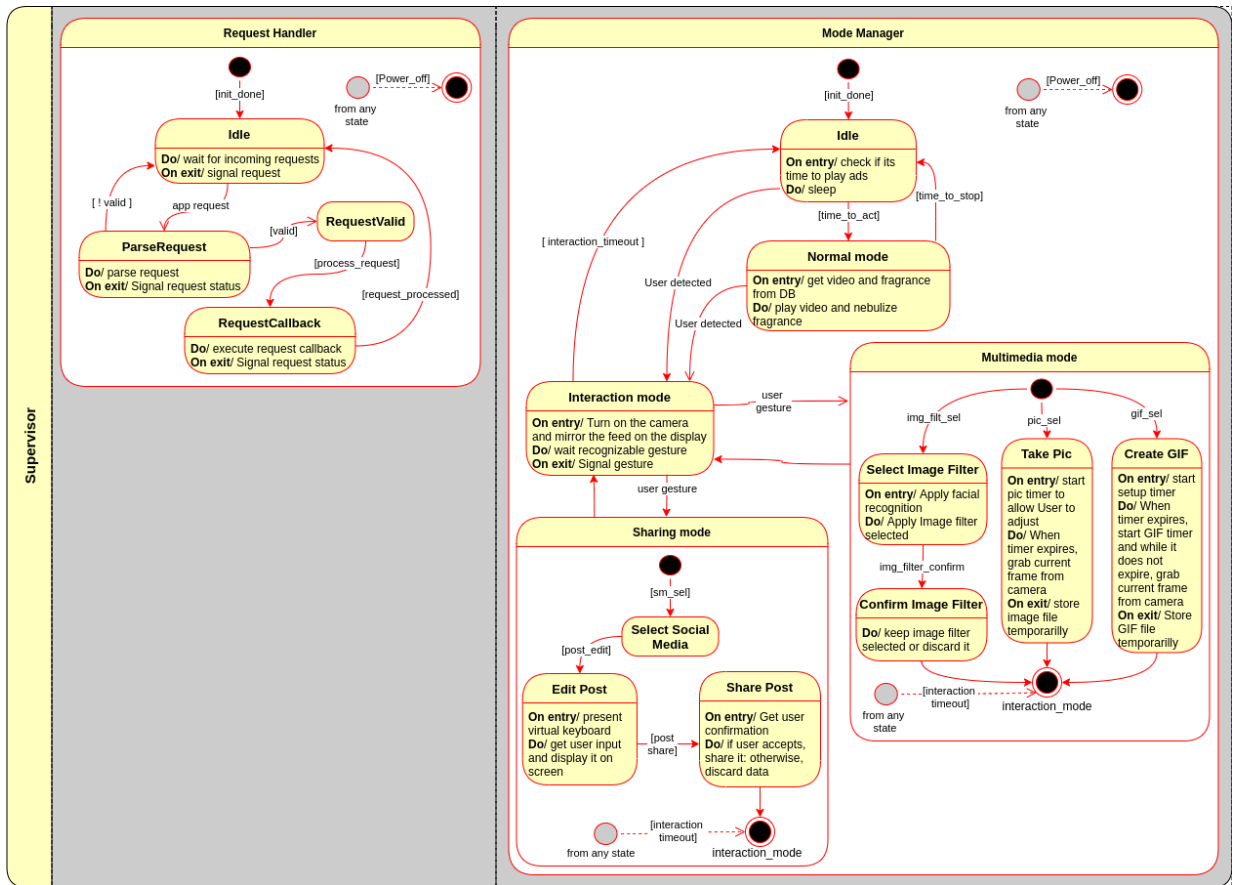 Supervisor
Request Handler
[init_done]
[Power_off]
from any
state
Idle
Do/ wait for incoming requests
On exit/ signal request
[ ! valid ]
app request
ParseRequest
Do/ parse request
On exit/ Signal request status
[valid]
RequestValid
[process_request]
[request_processed]
RequestCallback
Do/ execute request callback
On exit/ Signal request status
Mode Manager
[init_done]
[Power_off]
from any
state
Idle
On entry/ check if its
time to play ads
Do/ sleep
[time_to_stop]
[time_to_act]
[ interaction_timeout ]
Normal mode
On entry/ get video and fragrance
from DB
Do/ play video and nebulize
fragrance
User detected
User detected
Interaction mode
On entry/ Turn on the camera
and mirror the feed on the display
Do/ wait recognizable gesture
On exit/ Signal gesture
user
gesture
user gesture
Multimedia mode
img_filt_sel
pic_sel
gif_sel
Select Image Filter
On entry/ Apply facial
recognition
Do/ Apply Image filter
selected
img_filter_confirm
Confirm Image Filter
Do/ keep image filter
selected or discard it
Take Pic
On entry/ start
pic timer to
allow User to
adjust
Do/ When
timer expires,
grab current
frame from
camera
On exit/ store
image file
temporarilly
Create GIF
On entry/ start
setup timer
Do/ When
timer expires,
start GIF timer
and while it
does not
expire, grab
current frame
from camera
On exit/ Store
GIF file
temporarilly
from any
state
[interaction
timeout]
interaction_mode
Sharing mode
[sm_sel]
Select Social
Media
[post_edit]
Edit Post
On entry/ present
virtual keyboard
Do/ get user input
and display it on
screen
[post
share]
Share Post
On entry/ Get user
confirmation
Do/ if user accepts,
share it: otherwise,
discard data
from any state
[interaction
timeout]
interaction_mode